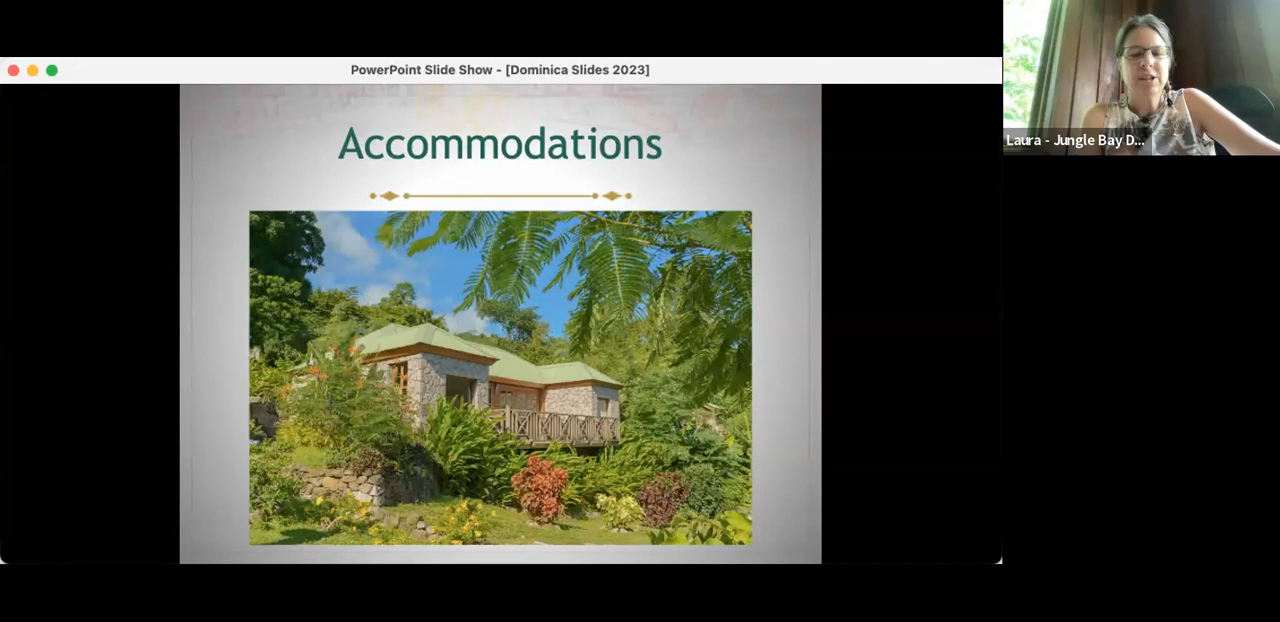 PowerPoint Slide Show - [Dominica Slides 2023]
Accommodations
Laura - Jungle Bay D...